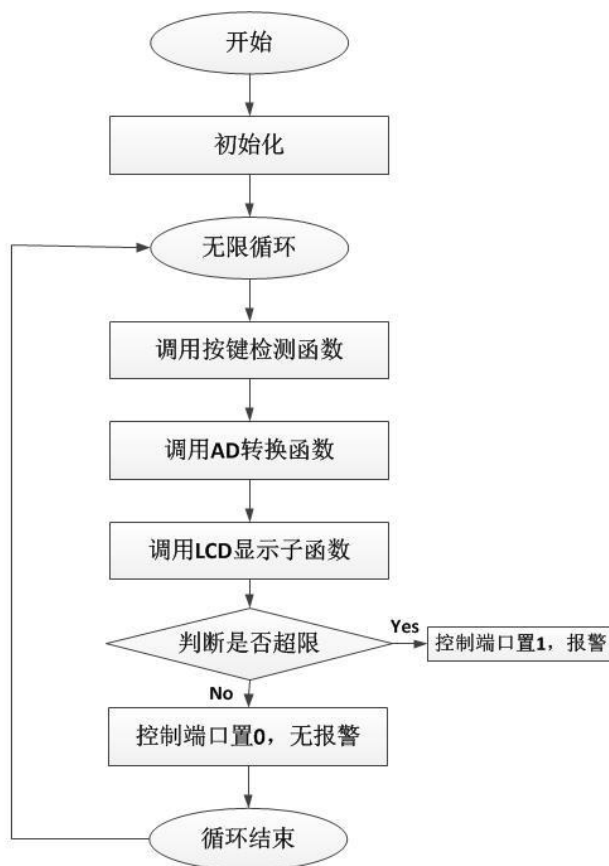 开始
初始化
无限循环
调用按键检测函数
调用AD转换函数
调用LCD显示子函数
判断是否超限
Yes
控制端口置1，报警
No
控制端口置0，无报警
循环结束